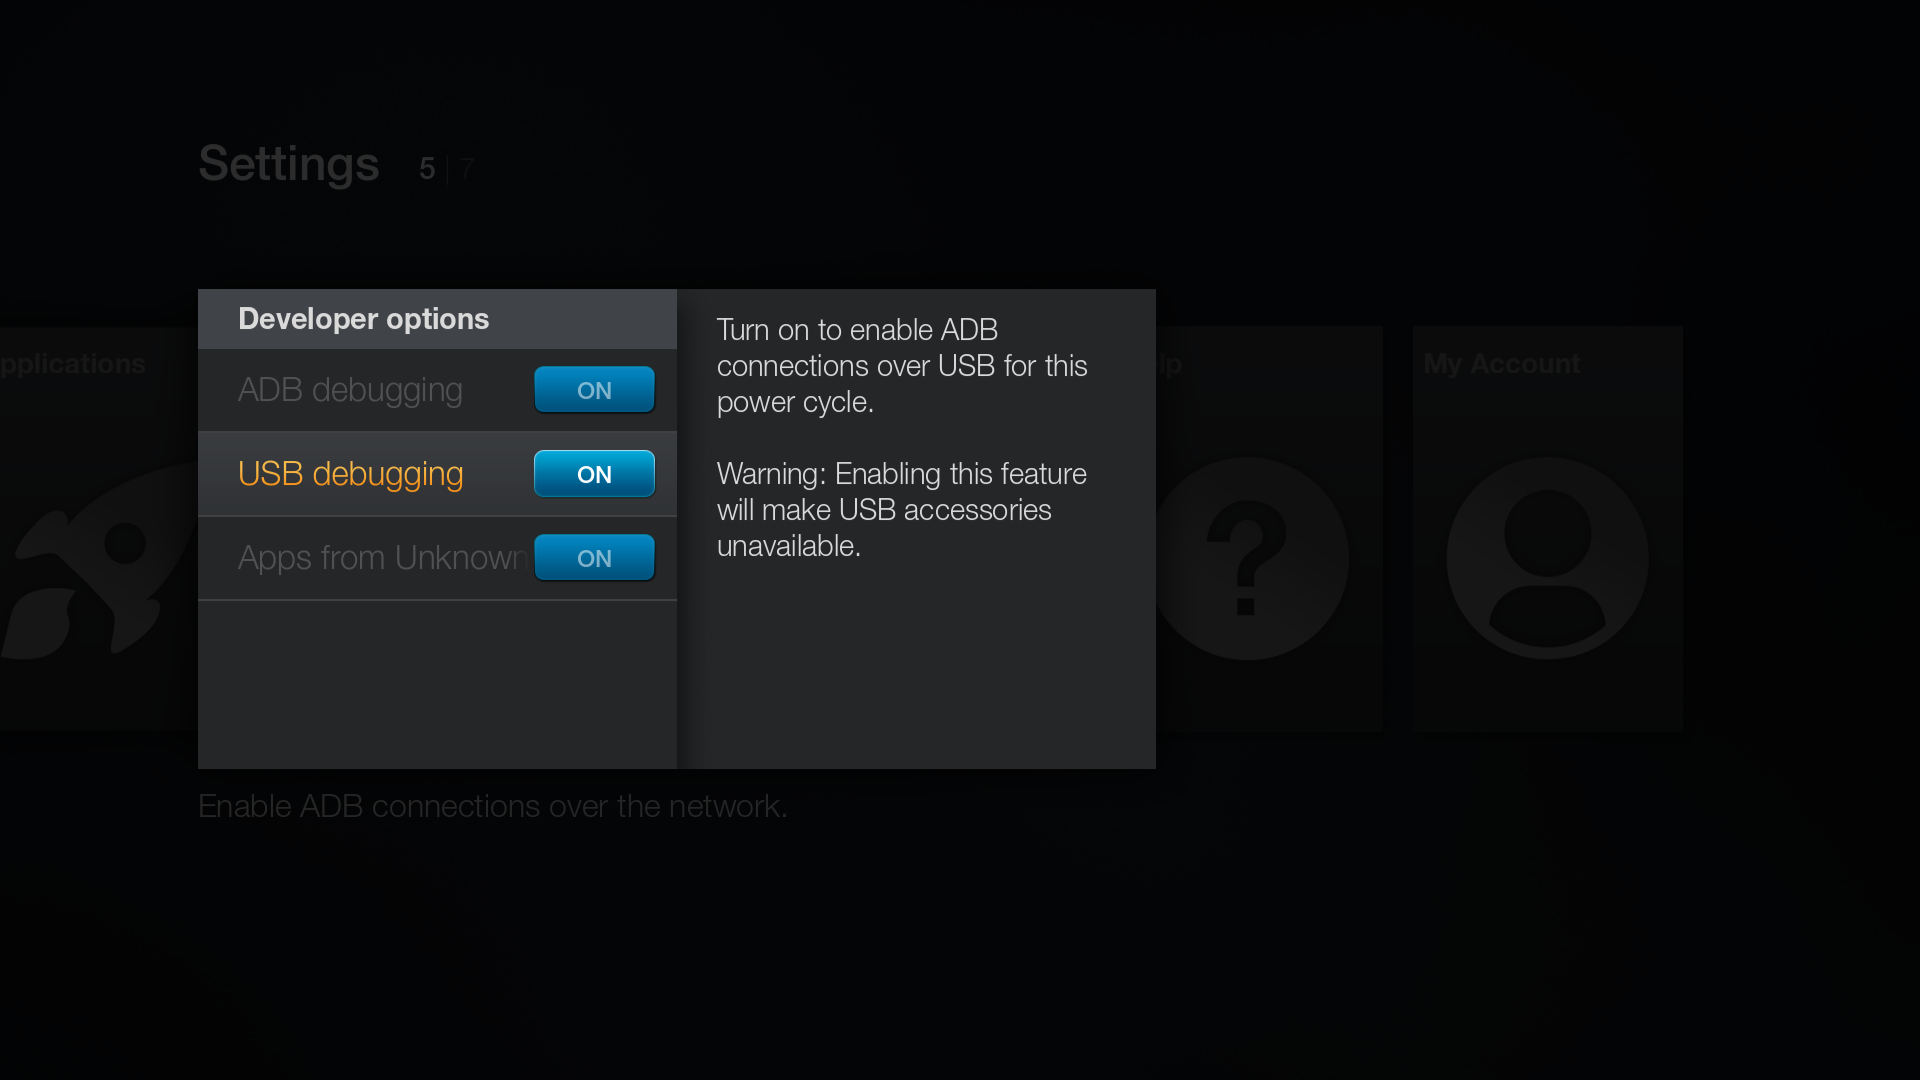 Settings 5 | 7
pplications
lp
My Account
Developer options
ADB debugging ON
USB debugging ON
Apps from Unknown ON
Turn on to enable ADB
connections over USB for this
power cycle.
Warning: Enabling this feature
will make USB accessories
unavailable.
?
Enable ADB connections over the network.